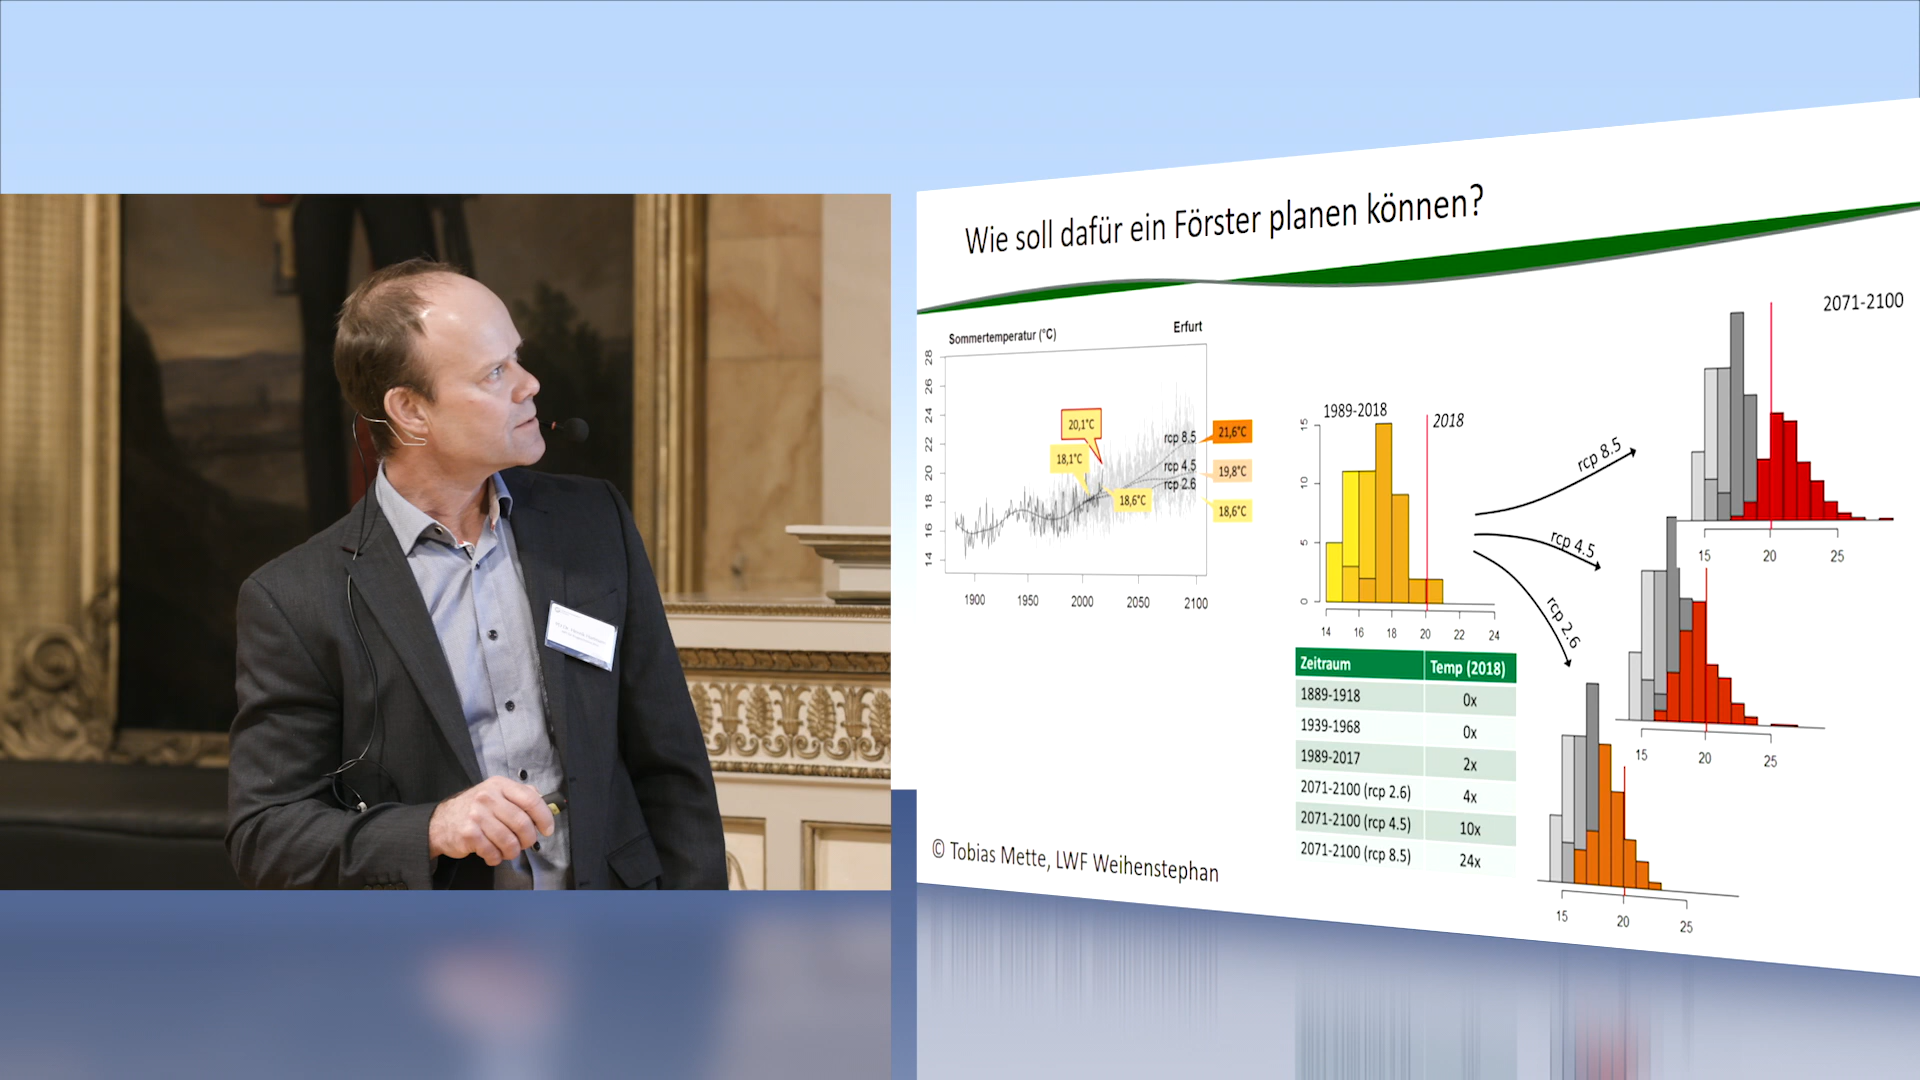 Wie soll dafür ein Förster planen können?
Sommertemperatur (°C)
Erfurt
28
26
24
22
20
18
16
14
1900
1950
2000
2050
2100
20,1°C
18,1°C
18,6°C
rcp 8.5
rcp 4.5
rcp 2.6
21,6°C
19,8°C
18,6°C
1989-2018
2018
15
10
5
0
14 16 18 20 22 24
rcp 8.5
rcp 4.5
rcp 2.6
2071-2100
15 20 25
15 20 25
15 20 25
Zeitraum Temp (2018)
1889-1918 0x
1939-1968 0x
1989-2017 2x
2071-2100 (rcp 2.6) 4x
2071-2100 (rcp 4.5) 10x
2071-2100 (rcp 8.5) 24x
© Tobias Mette, LWF Weihenstephan